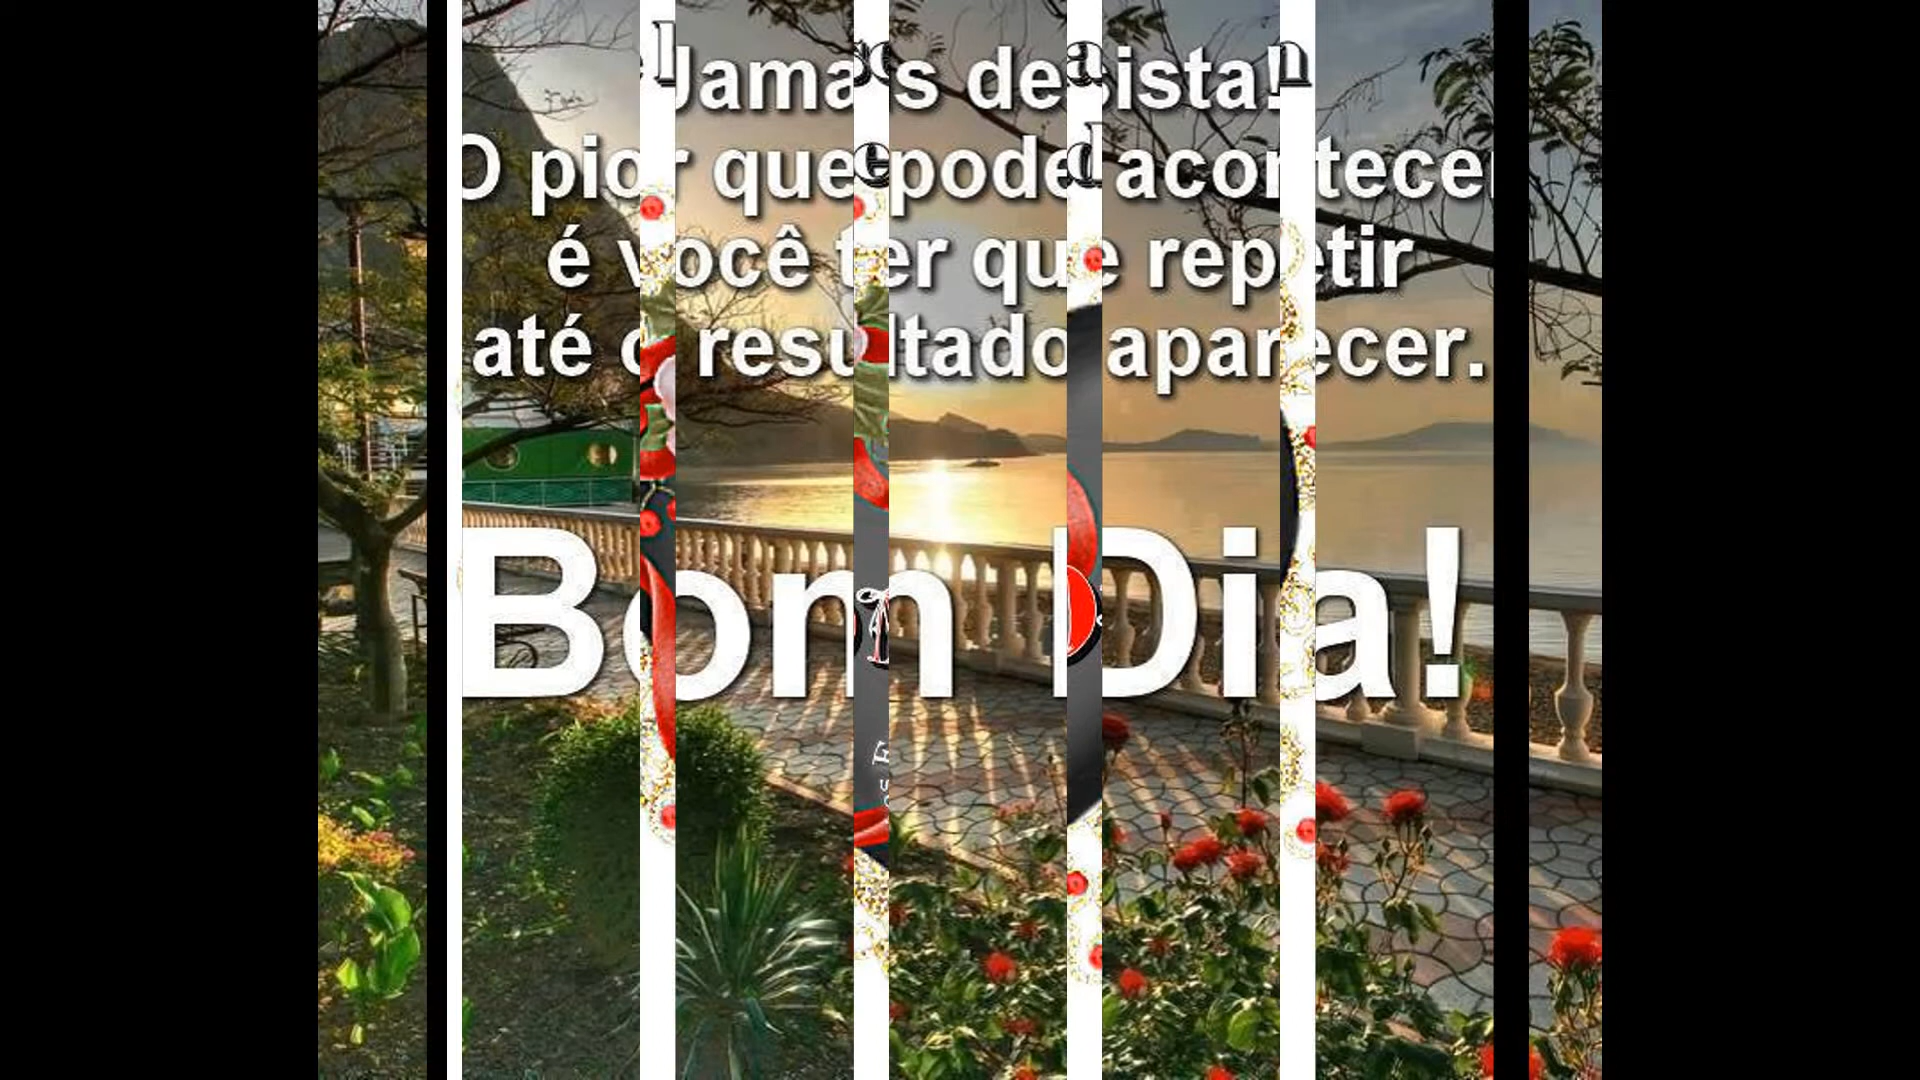 Jamais desista!
O pior que pode acontecer
é você ter que repetir
até o resultado aparecer.
Bom Dia!